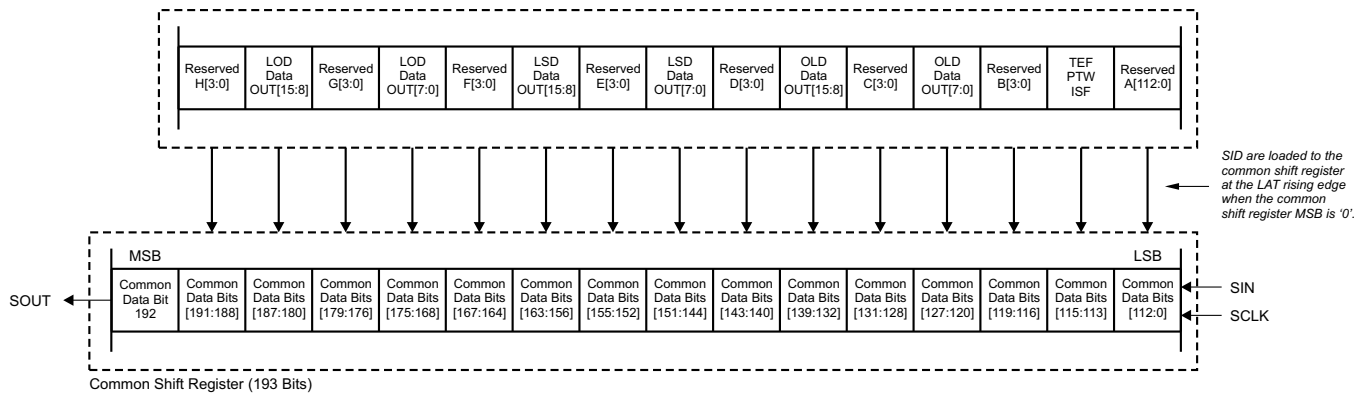 Reserved
H[3:0]
LOD
Data
OUT[15:8]
Reserved
G[3:0]
LOD
Data
OUT[7:0]
Reserved
F[3:0]
LSD
Data
OUT[15:8]
Reserved
E[3:0]
LSD
Data
OUT[7:0]
Reserved
D[3:0]
OLD
Data
OUT[15:8]
Reserved
C[3:0]
OLD
Data
OUT[7:0]
Reserved
B[3:0]
TEF
PTW
ISF
Reserved
A[112:0]
SID are loaded to the
common shift register
at the LAT rising edge
when the common
shift register MSB is ‘0’.
MSB
LSB
SOUT
Common
Data Bit
192
Common
Data Bits
[191:188]
Common
Data Bits
[187:180]
Common
Data Bits
[179:176]
Common
Data Bits
[175:168]
Common
Data Bits
[167:164]
Common
Data Bits
[163:156]
Common
Data Bits
[155:152]
Common
Data Bits
[151:144]
Common
Data Bits
[143:140]
Common
Data Bits
[139:132]
Common
Data Bits
[131:128]
Common
Data Bits
[127:120]
Common
Data Bits
[119:116]
Common
Data Bits
[115:113]
Common
Data Bits
[112:0]
SIN
SCLK
Common Shift Register (193 Bits)